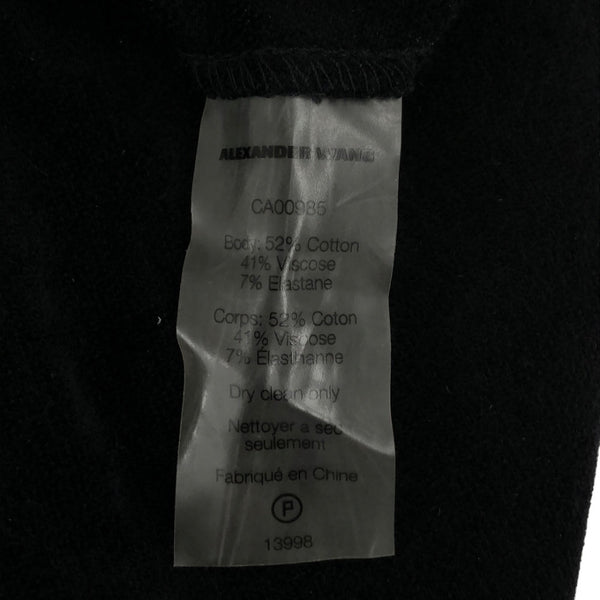 ALEXANDER WANG
CA00985
Body: 52% Cotton
41% Viscose
7% Elastane
Corps: 52% Coton
41% Viscose
7% Élasthanne
Dry clean only
Nettoyer a sec
seulement
Fabriqué en Chine
P
13998